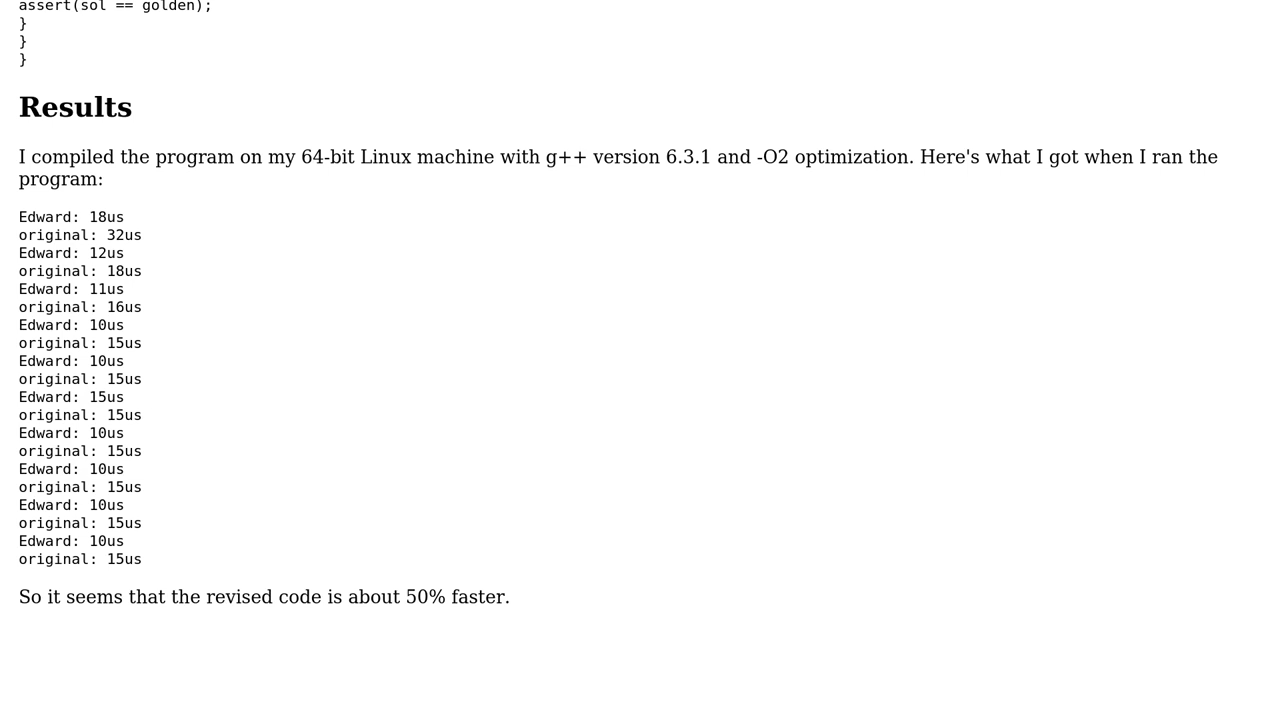 assert(sol == golden);
}
}
}
Results
I compiled the program on my 64-bit Linux machine with g++ version 6.3.1 and -O2 optimization. Here's what I got when I ran the
program:
Edward: 18us
original: 32us
Edward: 12us
original: 18us
Edward: 11us
original: 16us
Edward: 10us
original: 15us
Edward: 10us
original: 15us
Edward: 15us
original: 15us
Edward: 10us
original: 15us
Edward: 10us
original: 15us
Edward: 10us
original: 15us
Edward: 10us
original: 15us
So it seems that the revised code is about 50% faster.